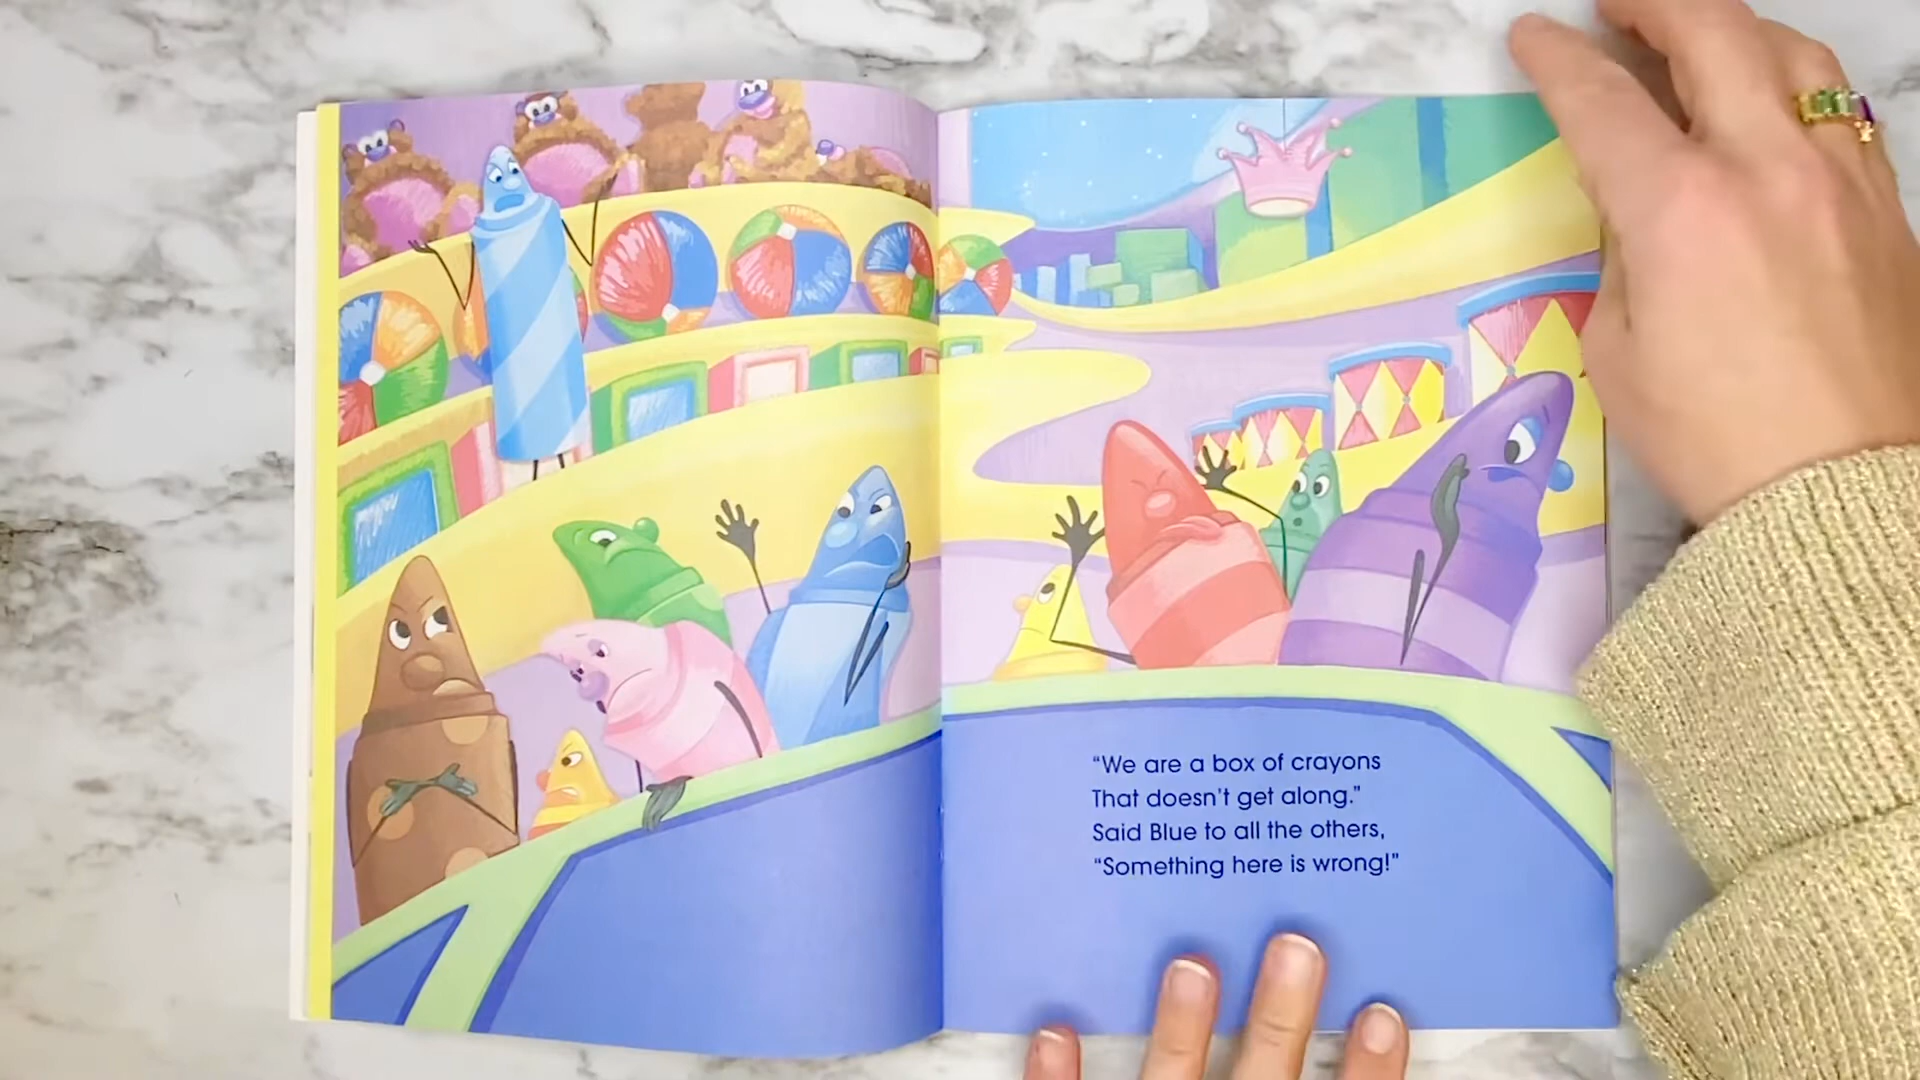 “We are a box of crayons
That doesn't get along.”
Said Blue to all the others,
“Something here is wrong!”